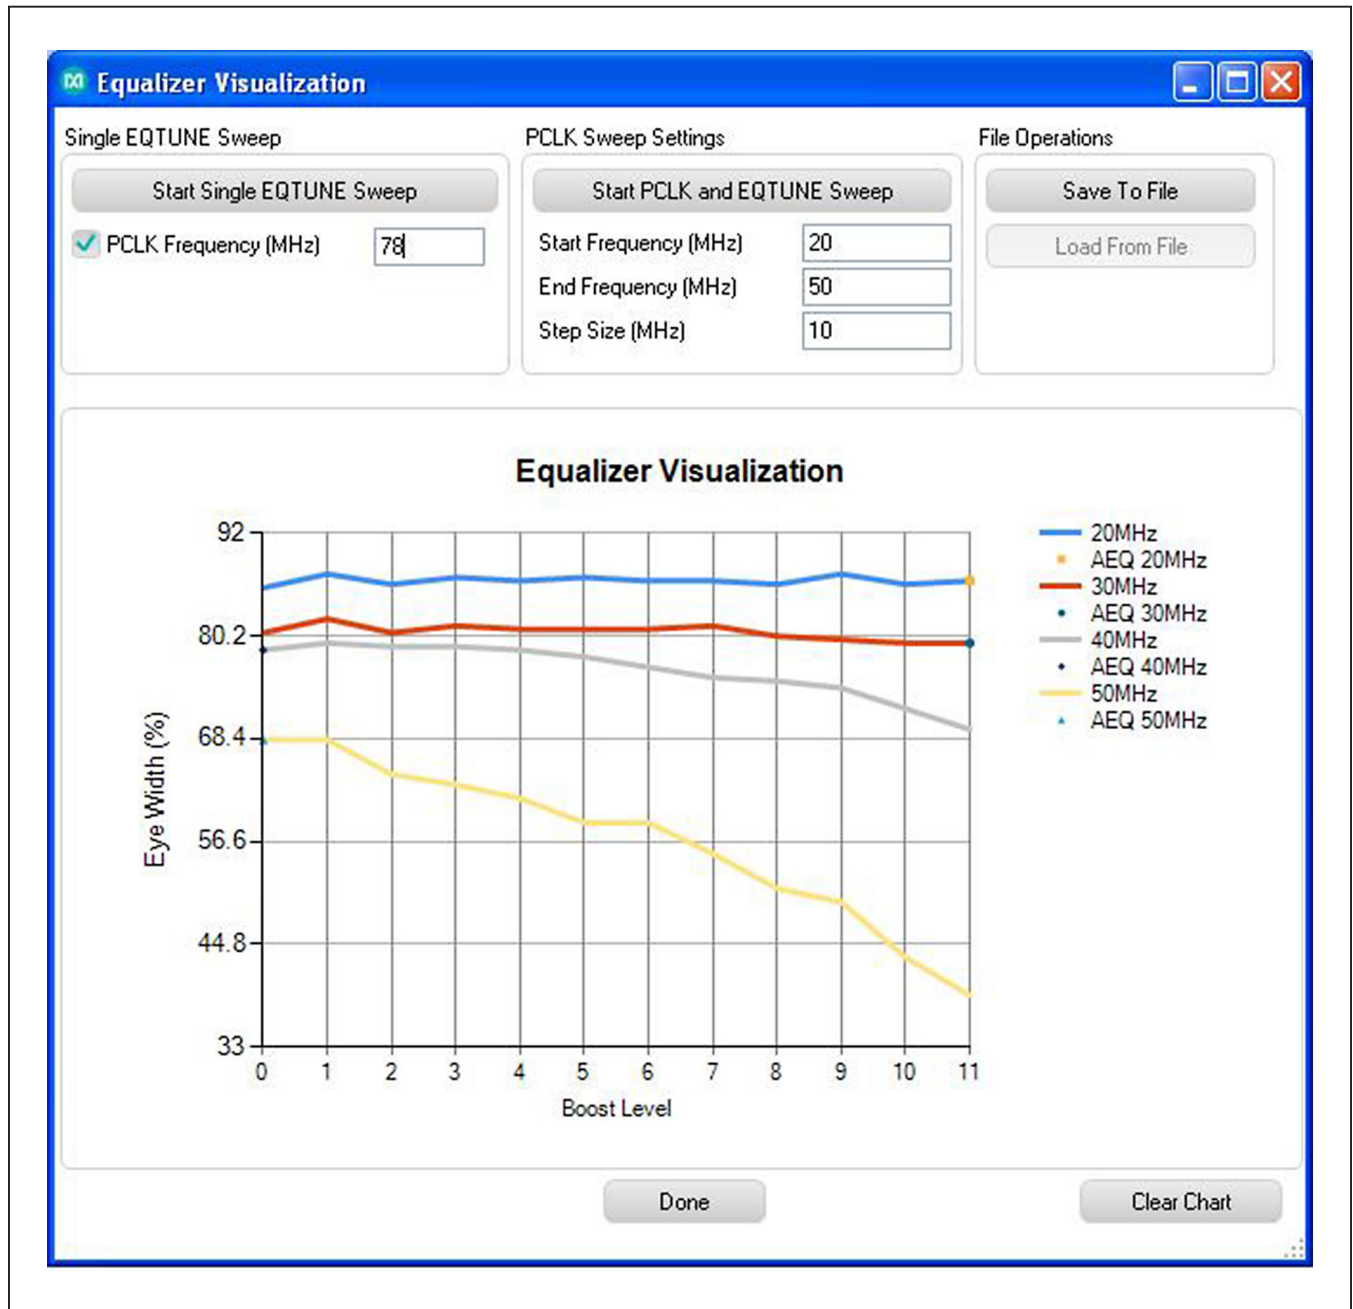 Equalizer Visualization
Single EQTUNE Sweep
Start Single EQTUNE Sweep
PCLK Frequency (MHz) 78
PCLK Sweep Settings
Start PCLK and EQTUNE Sweep
Start Frequency (MHz) 20
End Frequency (MHz) 50
Step Size (MHz) 10
File Operations
Save To File
Load From File
Equalizer Visualization
92
80.2
68.4
56.6
44.8
33
Eye Width (%)
0 1 2 3 4 5 6 7 8 9 10 11
Boost Level
20MHz
AEQ 20MHz
30MHz
AEQ 30MHz
40MHz
AEQ 40MHz
50MHz
AEQ 50MHz
Done
Clear Chart